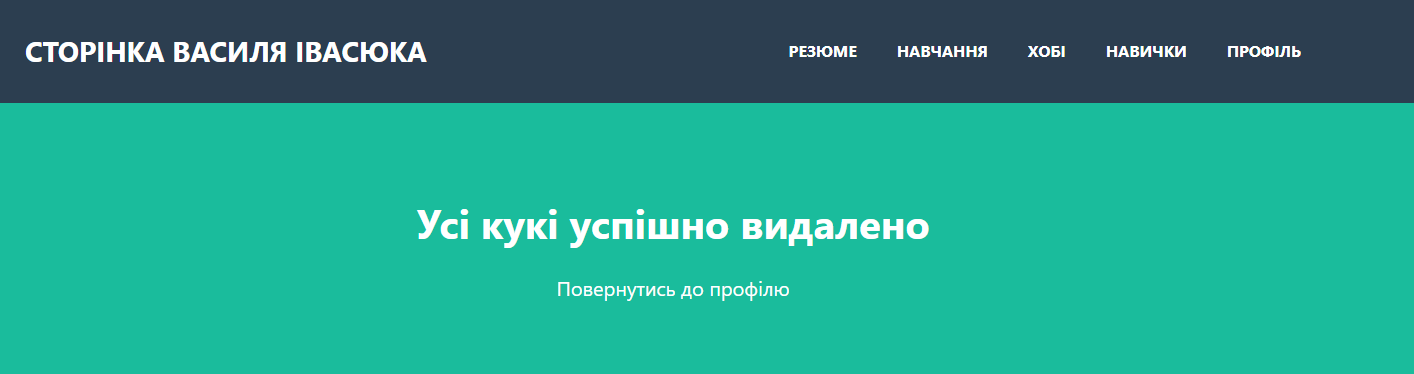 СТОРІНКА ВАСИЛЯ ІВАСЮКА
РЕЗЮМЕ НАВЧАННЯ ХОБІ НАВИЧКИ ПРОФІЛЬ
Усі кукі успішно видалено
Повернутись до профілю